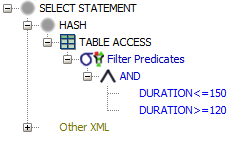 SELECT STATEMENT
HASH
TABLE ACCESS
Filter Predicates
AND
DURATION<=150
DURATION>=120
Other XML